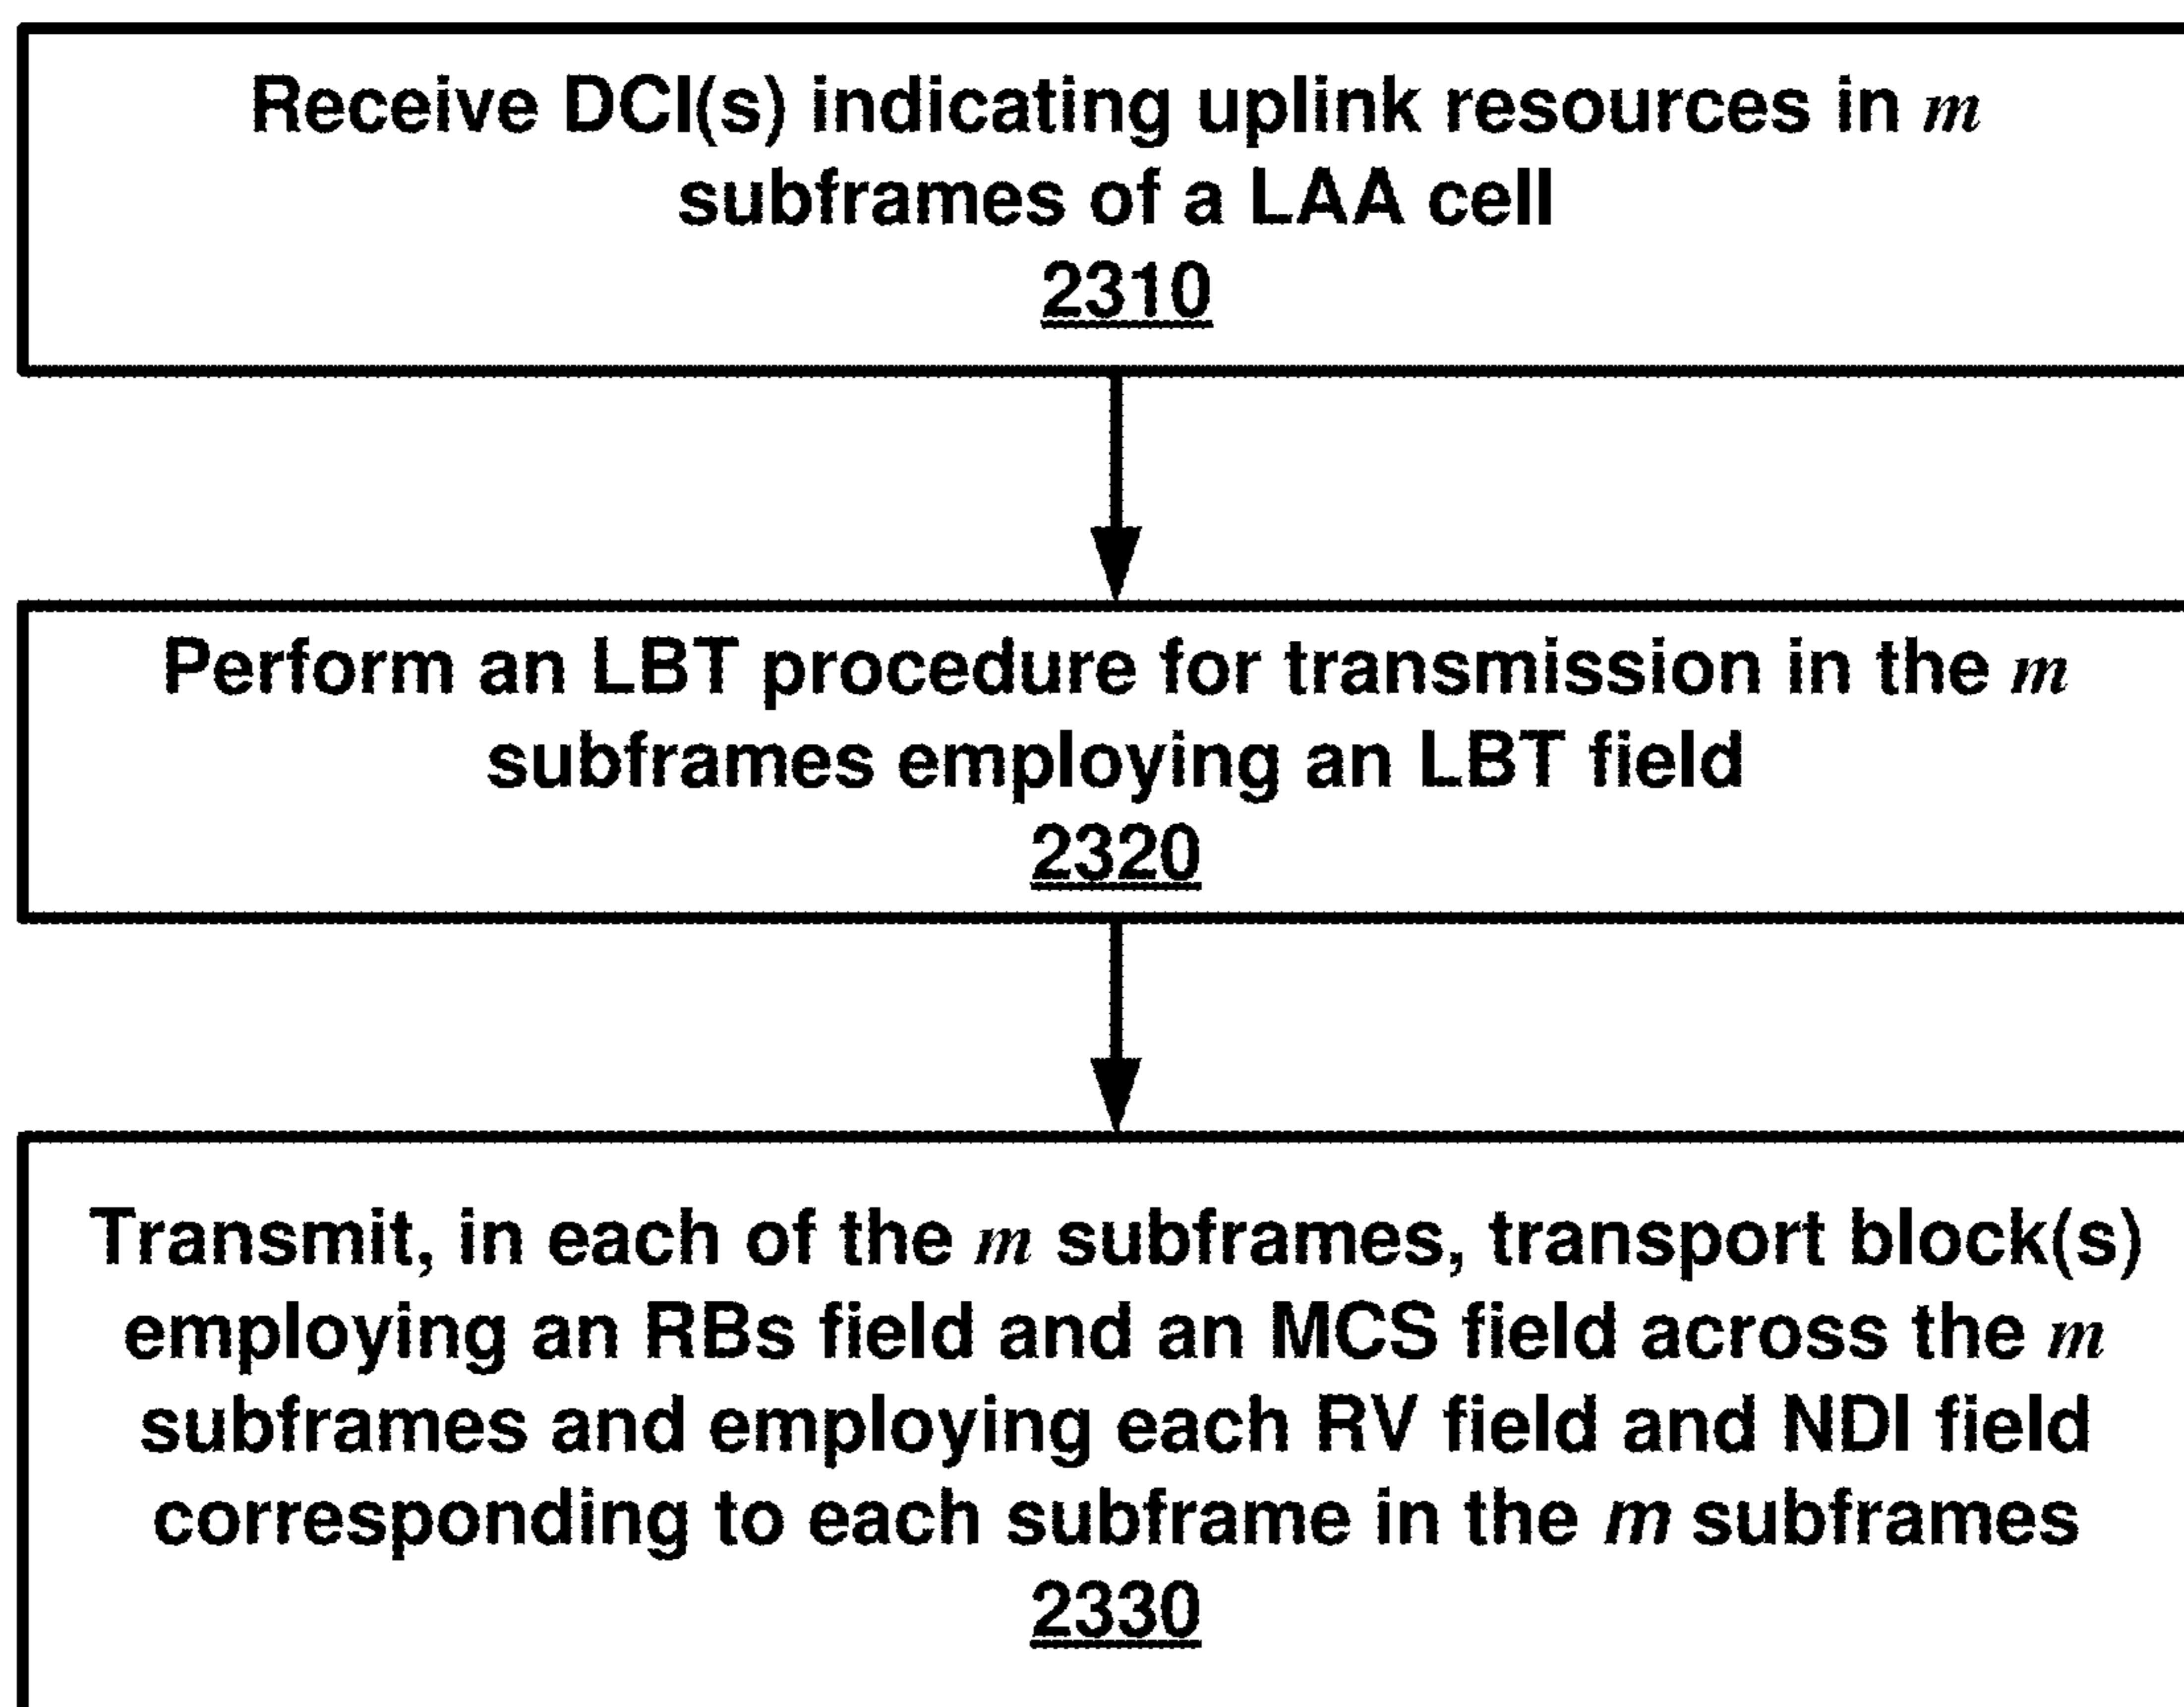 Receive DCI(s) indicating uplink resources in m
subframes of a LAA cell
2310
Perform an LBT procedure for transmission in the m
subframes employing an LBT field
2320
Transmit, in each of the m subframes, transport block(s)
employing an RBs field and an MCS field across the m
subframes and employing each RV field and NDI field
corresponding to each subframe in the m subframes
2330